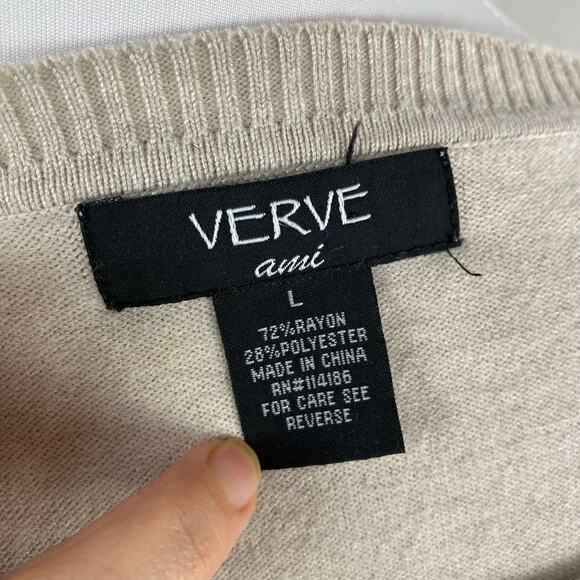 VERVE
ami
L
72%RAYON
28%POLYESTER
MADE IN CHINA
RN#114186
FOR CARE SEE
REVERSE